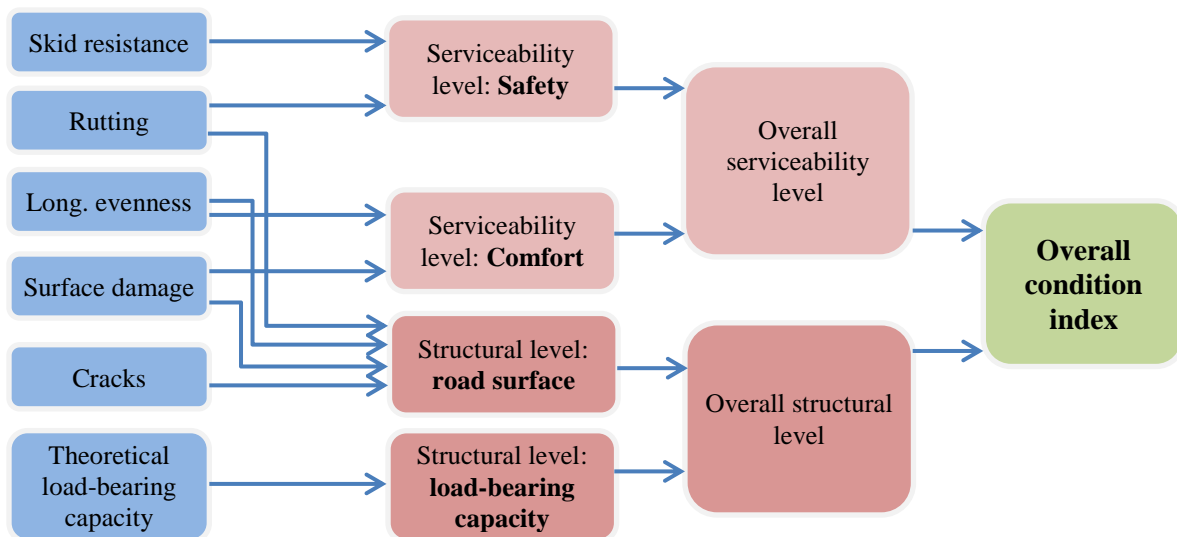 Skid resistance
Rutting
Long. evenness
Surface damage
Cracks
Theoretical
load-bearing
capacity
Serviceability
level: Safety
Serviceability
level: Comfort
Structural level:
road surface
Structural level:
load-bearing
capacity
Overall
serviceability
level
Overall structural
level
Overall
condition
index